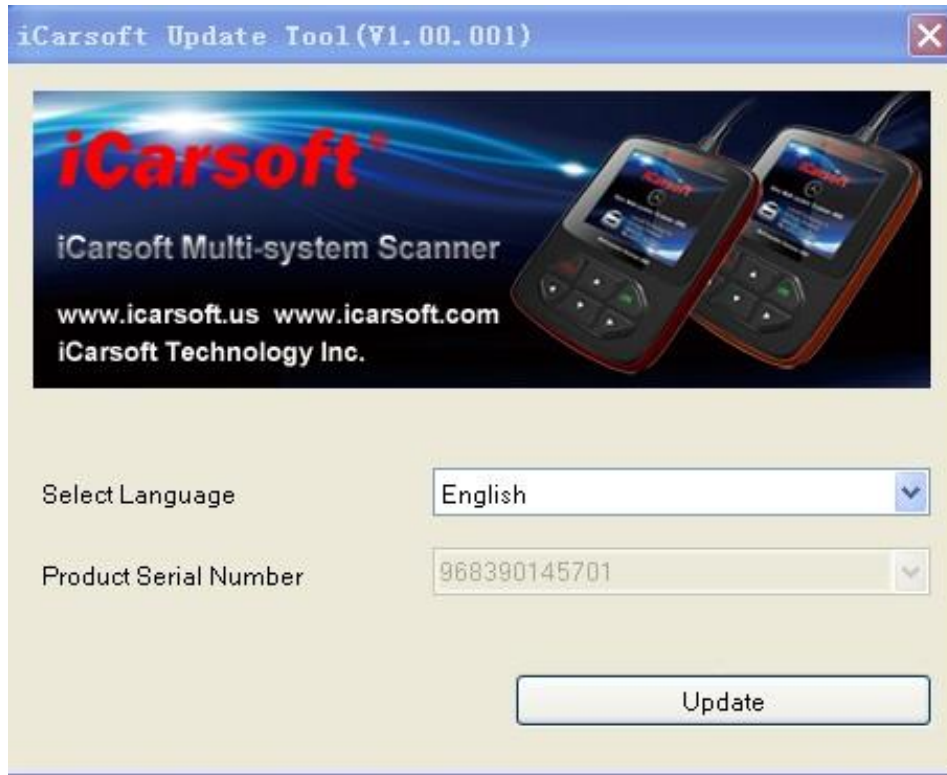 iCarsoft Update Tool(V1.00.001)
iCarsoft®
iCarsoft Multi-system Scanner
www.icarsoft.us www.icarsoft.com
iCarsoft Technology Inc.
Select Language
English
Product Serial Number
968390145701
Update